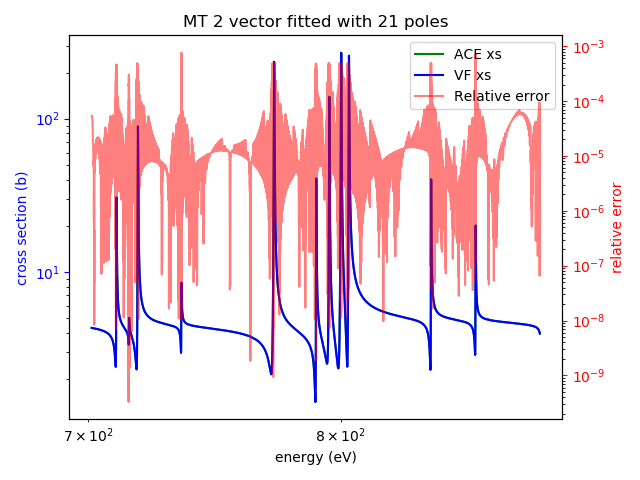 MT 2 vector fitted with 21 poles
ACE xs
VF xs
Relative error
cross section (b)
10²
10¹
10⁻³
10⁻⁴
10⁻⁵
10⁻⁶
10⁻⁷
10⁻⁸
10⁻⁹
relative error
7 × 10² 8 × 10²
energy (eV)